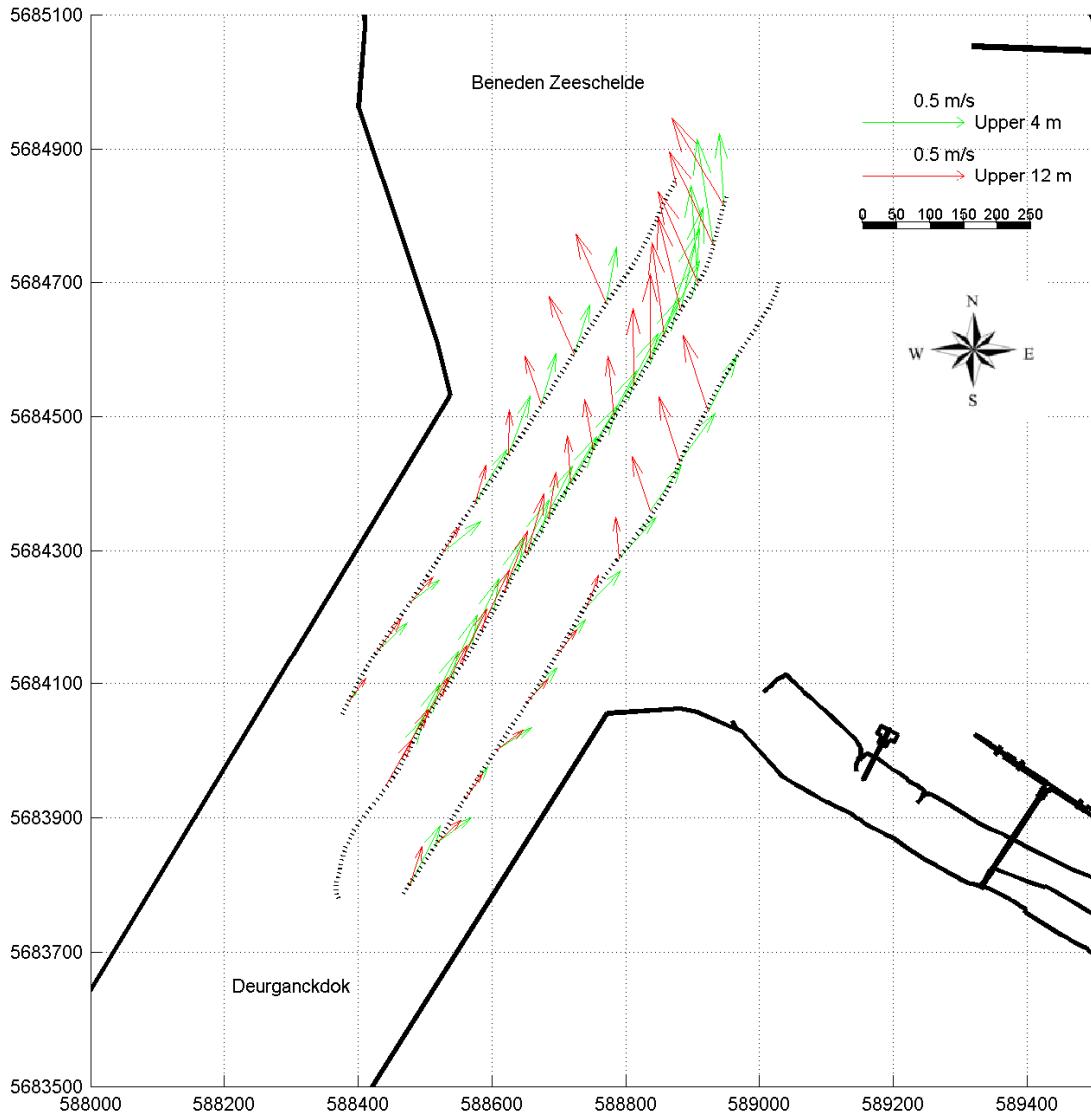 5685100
Beneden Zeeschelde
0.5 m/s
Upper 4 m
5684900
0.5 m/s
Upper 12 m
0 50 100 150 200 250
5684700
N
W E
S
5684500
5684300
5684100
5683900
5683700
Deurganckdok
5683500
588000 588200 588400 588600 588800 589000 589200 589400